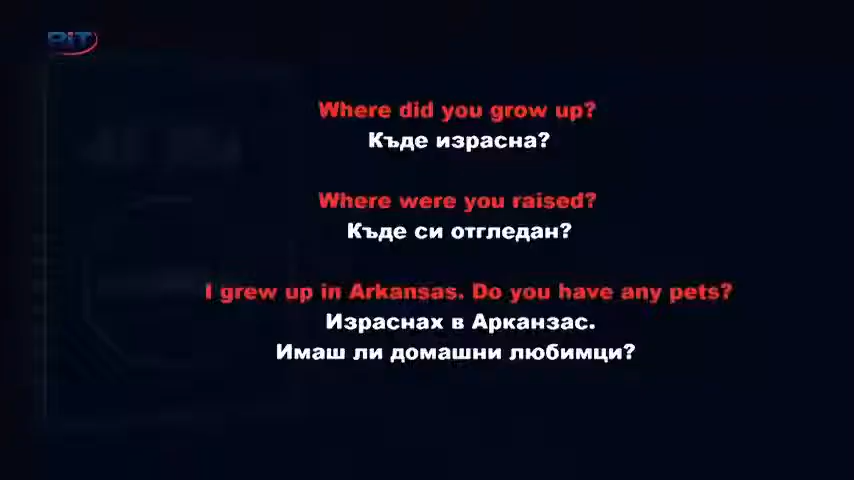 BiT
Where did you grow up?
Къде израсна?
Where were you raised?
Къде си отгледан?
I grew up in Arkansas. Do you have any pets?
Израснах в Арканзас.
Имаш ли домашни любимци?